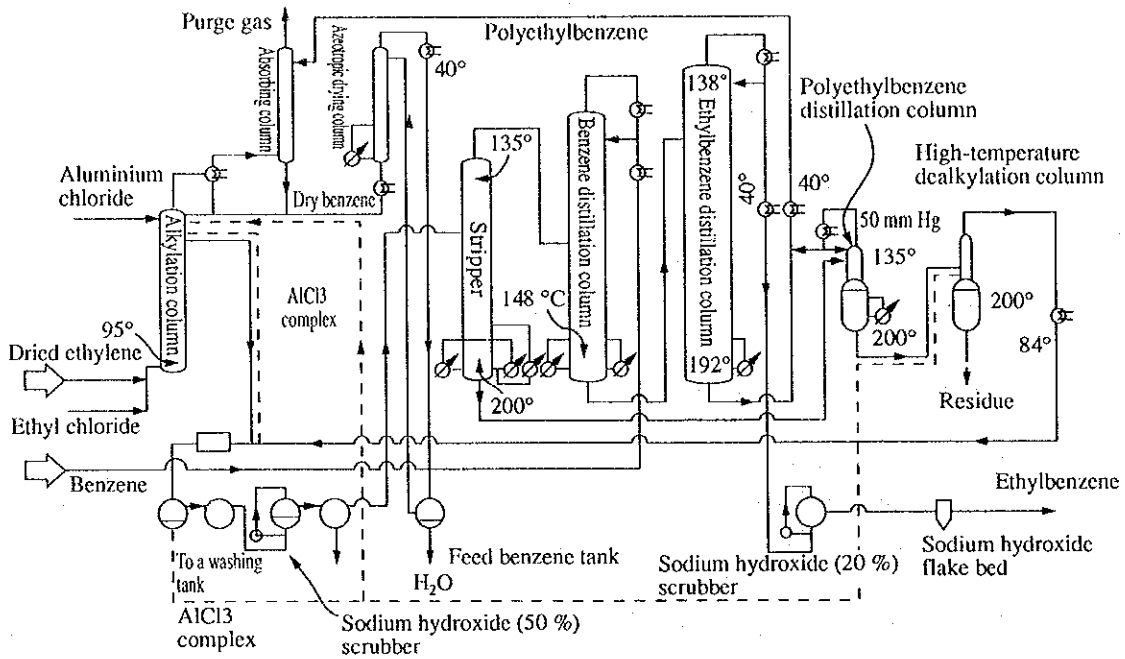 Purge gas
Absorbing column
Azeotropic drying column
40°
Polyethylbenzene
138°
Ethylbenzene distillation column
192°
Polyethylbenzene
distillation column
High-temperature
dealkylation column
Aluminium
chloride
Alkylation column
95°
Dry benzene
135°
Stripper
200°
Benzene distillation column
148 °C
40°
40°
50 mm Hg
135°
200°
200°
84°
AlCl3
complex
Dried ethylene
Ethyl chloride
Residue
Benzene
Ethylbenzene
To a washing
tank
H₂O
Feed benzene tank
Sodium hydroxide (20 %)
scrubber
Sodium hydroxide
flake bed
AlCl3
complex
Sodium hydroxide (50 %)
scrubber